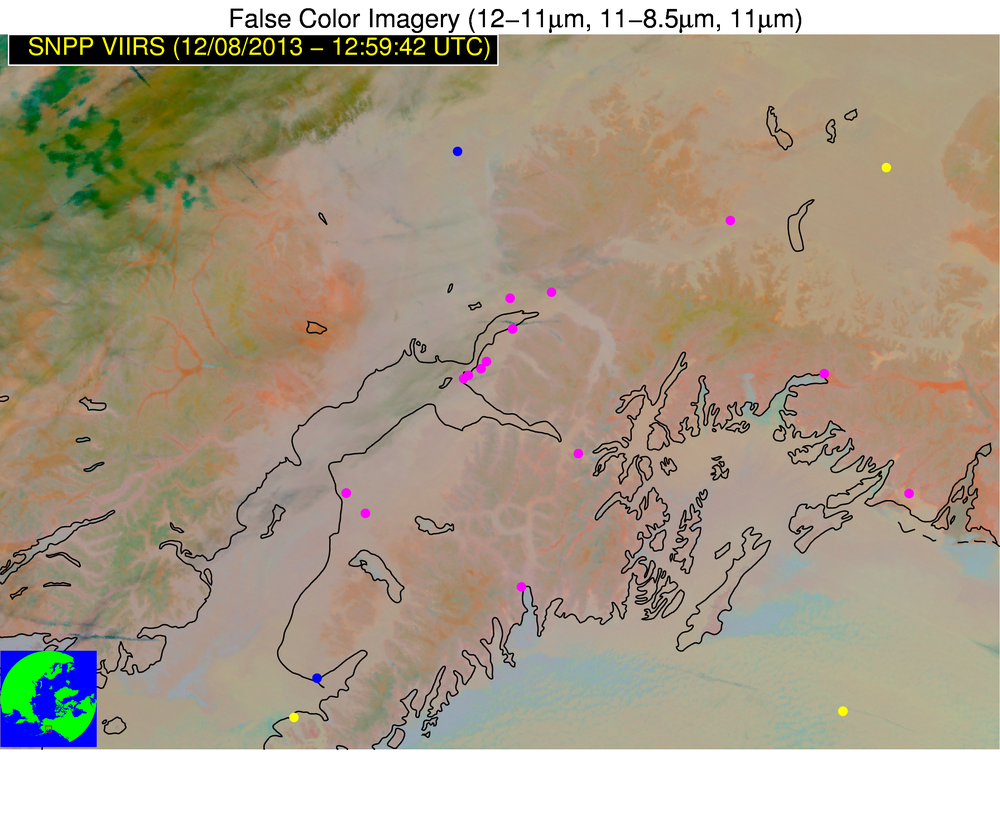 False Color Imagery (12−11μm, 11−8.5μm, 11μm)
SNPP VIIRS (12/08/2013 − 12:59:42 UTC)